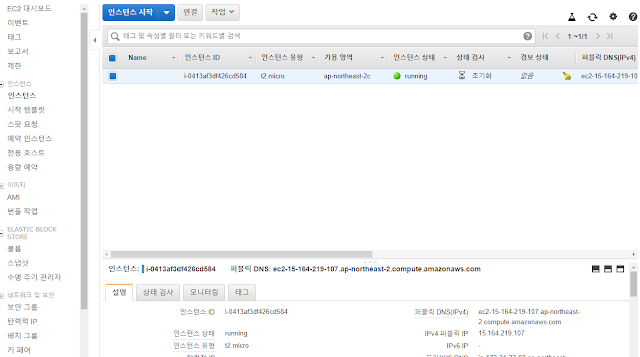 EC2 대시보드
이벤트
태그
보고서
제한
인스턴스
인스턴스
시작 템플릿
스팟 요청
예약 인스턴스
전용 호스트
용량 예약
이미지
AMI
번들 작업
ELASTIC BLOCK
STORE
볼륨
스냅샷
수명 주기 관리자
네트워크 및 보안
보안 그룹
탄력적 IP
배치 그룹
키 페어
인스턴스 시작 연결 작업
태그 및 속성별 필터 또는 키워드별 검색
1 ~1/1
Name 인스턴스 ID 인스턴스 유형 가용 영역 인스턴스 상태 상태 검사 경보 상태 퍼블릭 DNS(IPv4)
i-0413af3df426cd584 t2.micro ap-northeast-2c running 초기화 없음 ec2-15-164-219-107
인스턴스: i-0413af3df426cd584 퍼블릭 DNS: ec2-15-164-219-107.ap-northeast-2.compute.amazonaws.com
설명 상태 검사 모니터링 태그
인스턴스 ID i-0413af3df426cd584 퍼블릭 DNS(IPv4) ec2-15-164-219-107.ap-northeast-
2.compute.amazonaws.com
인스턴스 상태 running IPv4 퍼블릭 IP 15.164.219.107
인스턴스 유형 t2.micro IPv6 IP -